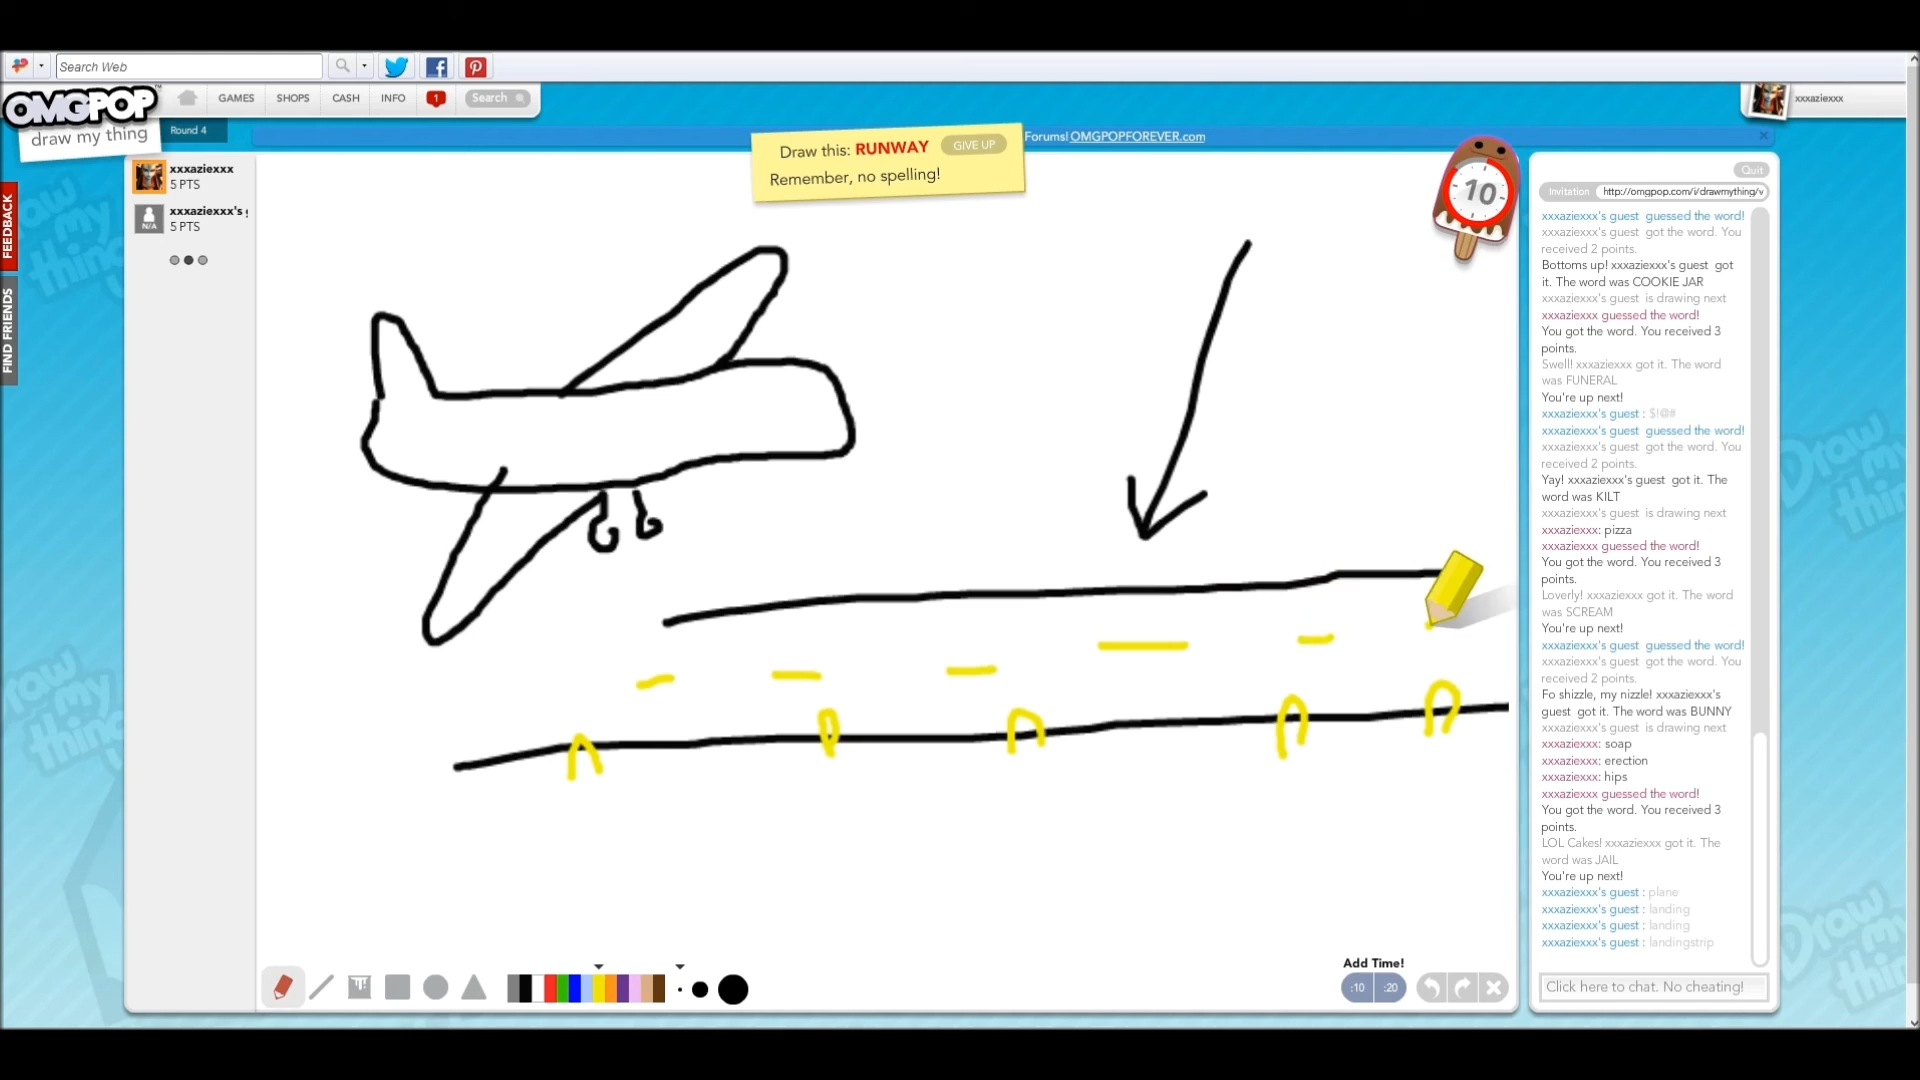 Search Web
OMGPOP
draw my thing
GAMES
SHOPS
CASH
INFO
1
Search
xxxaziexxx
Round 4
Forums! OMGPOPFOREVER.com
Draw this: RUNWAY
GIVE UP
Remember, no spelling!
10
FEEDBACK
FIND FRIENDS
xxxaziexxx
5 PTS
xxxaziexxx's
N/A
5 PTS
Quit
Invitation
http://omgpop.com/i/drawmything/v
xxxaziexxx's guest guessed the word!
xxxaziexxx's guest got the word. You
received 2 points.
Bottoms up! xxxaziexxx's guest got
it. The word was COOKIE JAR
xxxaziexxx's guest is drawing next
xxxaziexxx guessed the word!
You got the word. You received 3
points.
Swell! xxxaziexxx got it. The word
was FUNERAL
You're up next!
xxxaziexxx's guest : $!@#
xxxaziexxx's guest guessed the word!
xxxaziexxx's guest got the word. You
received 2 points.
Yay! xxxaziexxx's guest got it. The
word was KILT
xxxaziexxx's guest is drawing next
xxxaziexxx: pizza
xxxaziexxx guessed the word!
You got the word. You received 3
points.
Loverly! xxxaziexxx got it. The word
was SCREAM
You're up next!
xxxaziexxx's guest guessed the word!
xxxaziexxx's guest got the word. You
received 2 points.
Fo shizzle, my nizzle! xxxaziexxx's
guest got it. The word was BUNNY
xxxaziexxx's guest is drawing next
xxxaziexxx: soap
xxxaziexxx: erection
xxxaziexxx: hips
xxxaziexxx guessed the word!
You got the word. You received 3
points.
LOL Cakes! xxxaziexxx got it. The
word was JAIL
You're up next!
xxxaziexxx's guest : plane
xxxaziexxx's guest : landing
xxxaziexxx's guest : landing
xxxaziexxx's guest : landingstrip
Click here to chat. No cheating!
Add Time!
:10
:20